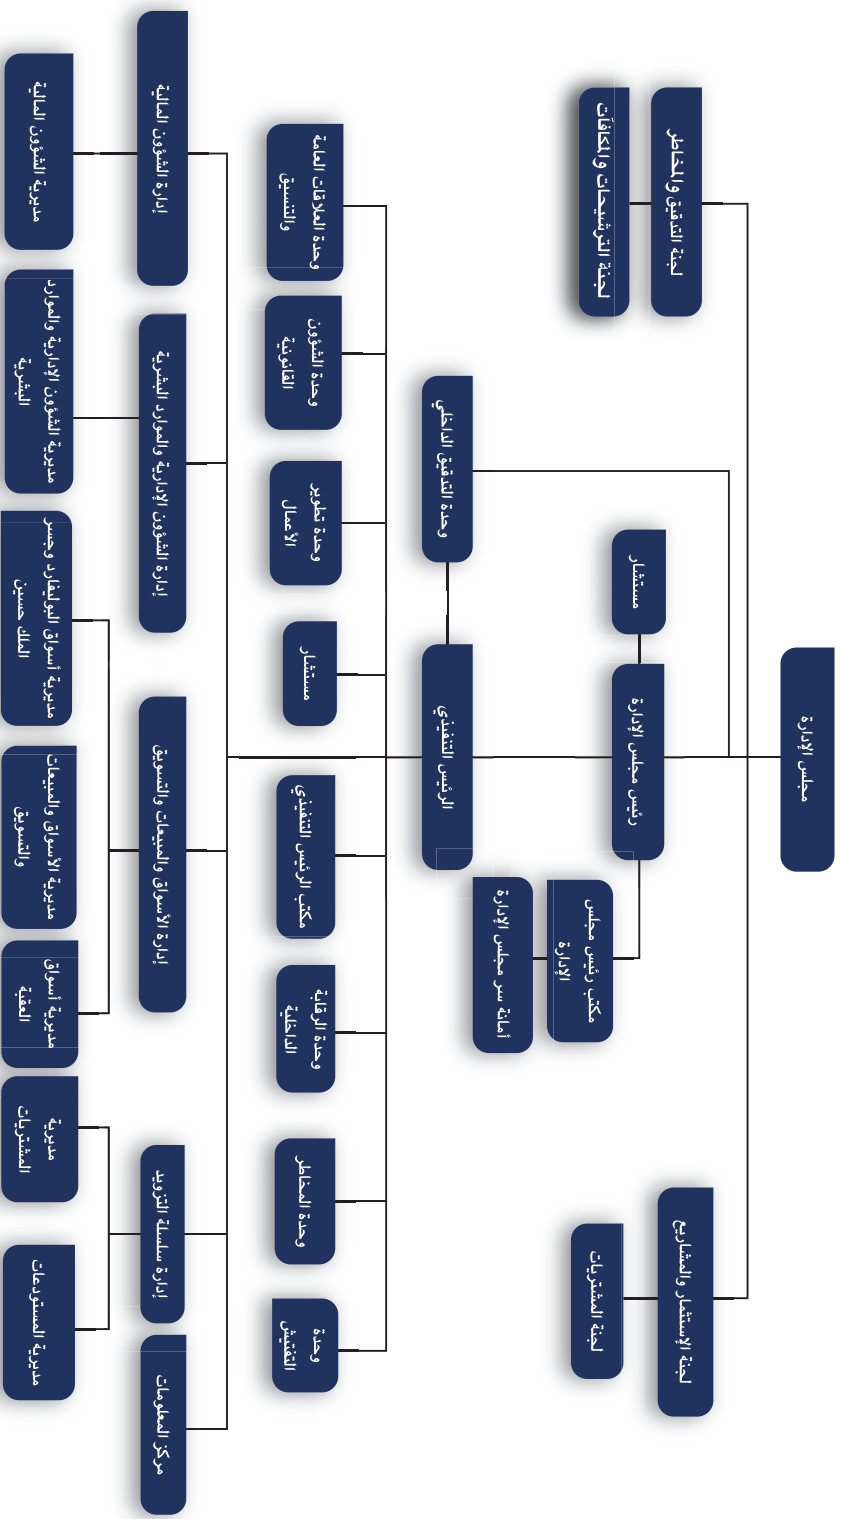 مجلس الإدارة
لجنة الإستثمار والمشاريع
لجنة المشتريات
لجنة التدقيق والمخاطر
لجنة الترشيحات والمكافآت
رئيس مجلس الإدارة
مستشار
مكتب رئيس مجلس
الإدارة
أمانة سر مجلس الإدارة
الرئيس التنفيذي
وحدة التدقيق الداخلي
وحدة
التفتيش
وحدة المخاطر
وحدة الرقابة
الداخلية
مكتب الرئيس التنفيذي
مستشار
وحدة تطوير
الأعمال
وحدة الشؤون
القانونية
وحدة العلاقات العامة
والتنسيق
مركز المعلومات
إدارة سلسلة التزويد
إدارة الأسواق والمبيعات والتسويق
إدارة الشؤون الإدارية والموارد البشرية
إدارة الشؤون المالية
مديرية المستودعات
مديرية
المشتريات
مديرية أسواق
العقبة
مديرية الأسواق والمبيعات
والتسويق
مديرية أسواق البوليفارد وجسر
الملك حسين
مديرية الشؤون الإدارية والموارد
البشرية
مديرية الشؤون المالية